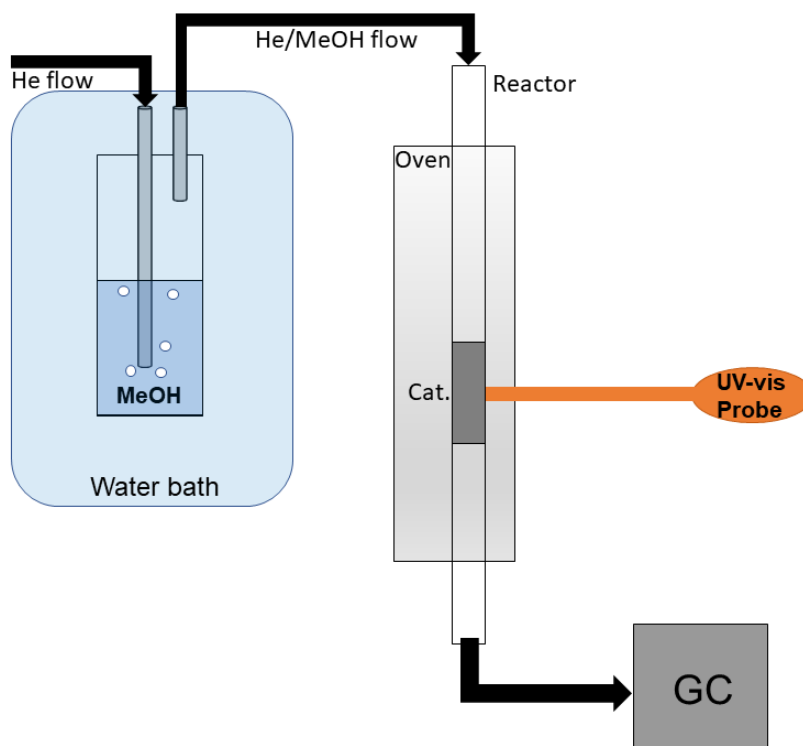 He flow
He/MeOH flow
Reactor
Oven
Cat.
UV-vis
Probe
MeOH
Water bath
GC